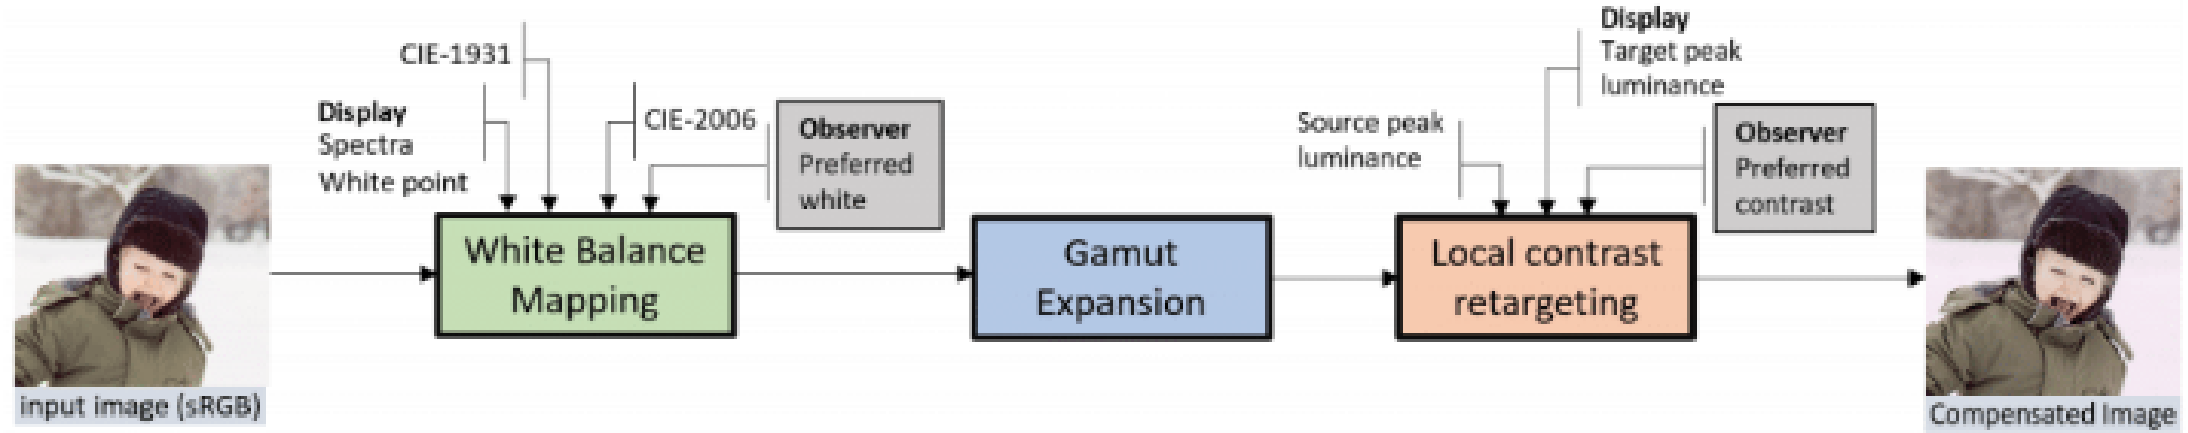 CIE-1931
Display
Spectra
White point
CIE-2006
Observer
Preferred
white
Display
Target peak
luminance
Source peak
luminance
Observer
Preferred
contrast
White Balance
Mapping
Gamut
Expansion
Local contrast
retargeting
input image (sRGB)
Compensated Image